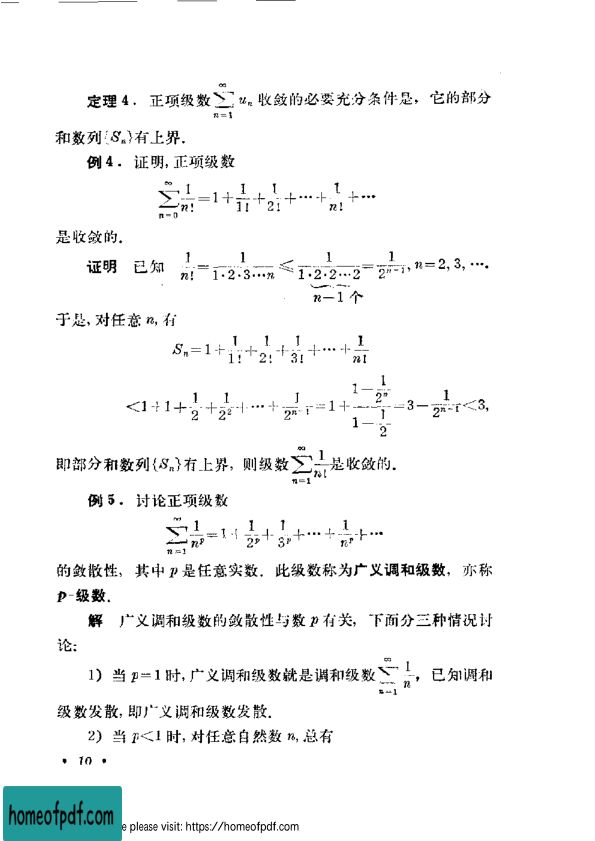 定理 4. 正项级数 $\sum_{n=1}^{\infty} u_n$ 收敛的必要充分条件是，它的部分
和数列{$S_n$}有上界.
例 4. 证明, 正项级数
$\sum_{n=0}^{\infty}\frac{1}{n!}=1+\frac{1}{1!}+\frac{1}{2!}+\cdots+\frac{1}{n!}+\cdots$
是收敛的.
证明 已知 $\frac{1}{n!}=\frac{1}{1\cdot2\cdot3\cdots n}\leqslant\frac{1}{\underbrace{1\cdot2\cdot2\cdots2}_{n-1 个}}=\frac{1}{2^{n-1}}, n=2,3,\cdots.$
于是, 对任意 n, 有
$S_n=1+\frac{1}{1!}+\frac{1}{2!}+\frac{1}{3!}+\cdots+\frac{1}{n!}$
$<1+1+\frac{1}{2}+\frac{1}{2^2}+\cdots+\frac{1}{2^{n-1}}=1+\frac{1-\frac{1}{2^n}}{1-\frac{1}{2}}=3-\frac{1}{2^{n-1}}<3,$
即部分和数列{$S_n$}有上界，则级数 $\sum_{n=1}^{\infty}\frac{1}{n!}$ 是收敛的.
例 5. 讨论正项级数
$\sum_{n=1}^{\infty}\frac{1}{n^p}=1+\frac{1}{2^p}+\frac{1}{3^p}+\cdots+\frac{1}{n^p}+\cdots$
的敛散性，其中 p 是任意实数. 此级数称为广义调和级数，亦称
p-级数.
解 广义调和级数的敛散性与数 p 有关，下面分三种情况讨
论:
1) 当 p=1 时, 广义调和级数就是调和级数 $\sum_{n=1}^{\infty}\frac{1}{n}$，已知调和
级数发散, 即广义调和级数发散.
2) 当 p<1 时, 对任意自然数 n, 总有
• 10 •
homeofpdf.com
e please visit: https://homeofpdf.com